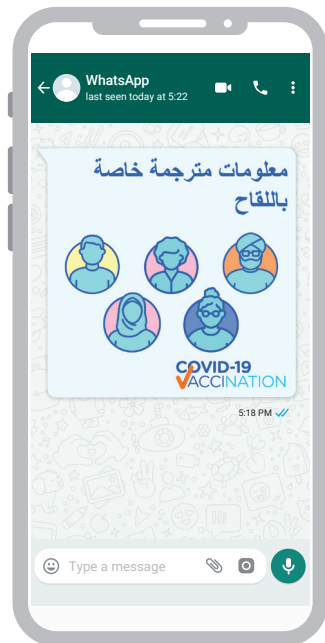 WhatsApp
last seen today at 5:22
معلومات مترجمة خاصة
باللقاح
COVID-19
VACCINATION
5:18 PM
Type a message